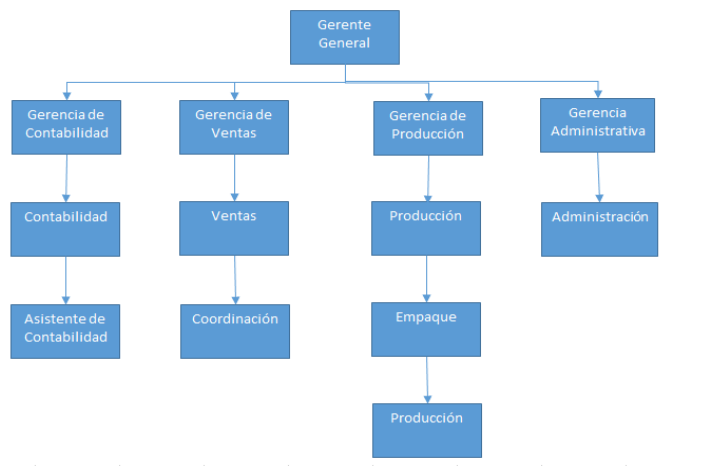 Gerente
General
Gerencia de
Contabilidad
Gerencia de
Ventas
Gerencia de
Producción
Gerencia
Administrativa
Contabilidad
Ventas
Producción
Administración
Asistente de
Contabilidad
Coordinación
Empaque
Producción